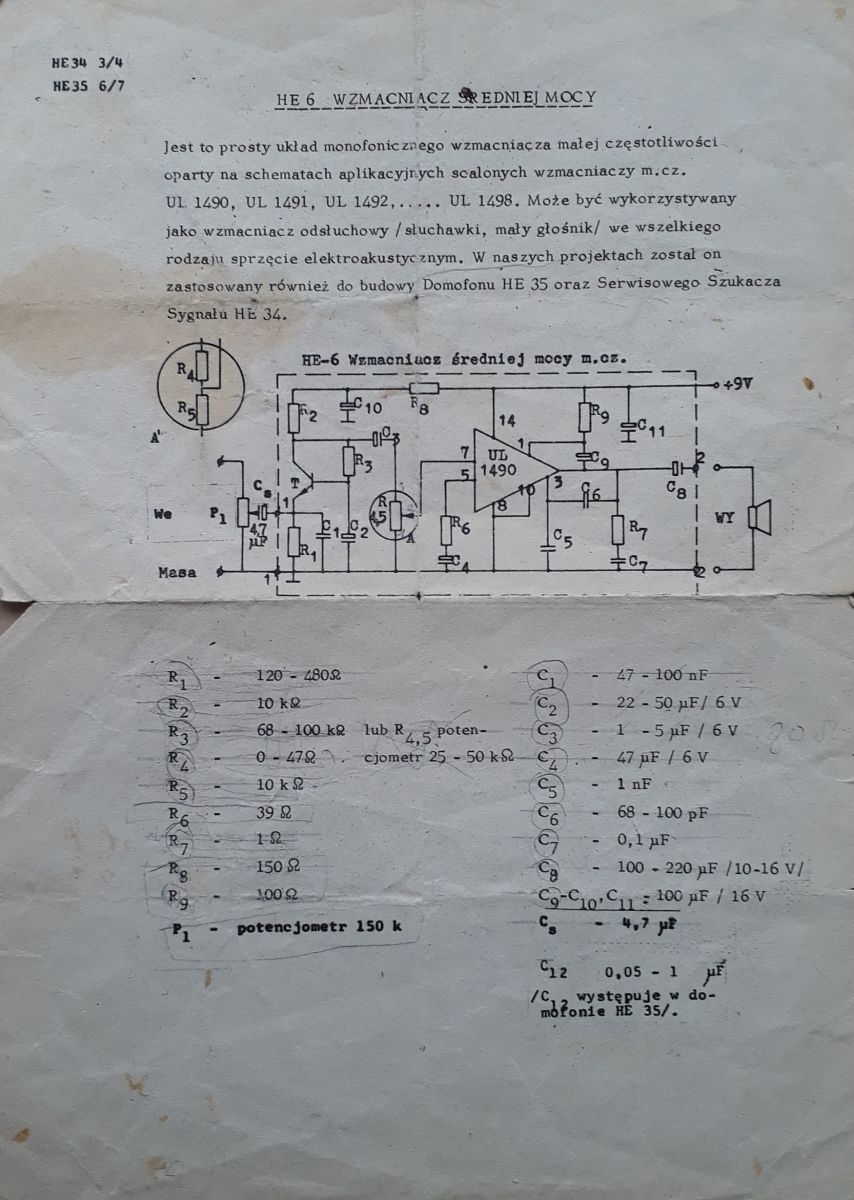 HE34 3/4
HE35 6/7
HE 6 WZMACNIĄCZ ŚREDNIEJ MOCY
Jest to prosty układ monofonicznego wzmacniacza małej częstotliwości
oparty na schematach aplikacyjnych scalonych wzmacniaczy m.cz.
UL 1490, UL 1491, UL 1492,..... UL 1498. Może być wykorzystywany
jako wzmacniacz odsłuchowy /słuchawki, mały głośnik/ we wszelkiego
rodzaju sprzęcie elektroakustycznym. W naszych projektach został on
zastosowany również do budowy Domofonu HE 35 oraz Serwisowego Szukacza
Sygnału HE 34.
HE-6 Wzmacniacz średniej mocy m.cz.
R4
R5
A'
R2
C10
R8
14
R9
C11
+9V
C3
R3
7
5
UL
1490
1
C9
2
C8
T
Cs
1
We
P1
4,7
µF
R
4,5
A
R6
8
10
3
C6
WY
R1
C1
C2
C4
C5
R7
C7
Masa
1
2
R1 - 120 - 480Ω
R2 - 10 kΩ
R3 - 68 - 100 kΩ lub R4,5 poten-
R4 - 0 - 47Ω cjometr 25 - 50 kΩ
R5 - 10 k Ω
R6 - 39 Ω
R7 - 1 Ω
R8 - 150 Ω
R9 - 100Ω
P1 - potencjometr 150 k
C1 - 47 - 100 nF
C2 - 22 - 50 µF/ 6 V
C3 - 1 - 5 µF / 6 V
C4 - 47 µF / 6 V
C5 - 1 nF
C6 - 68 - 100 pF
C7 - 0,1 µF
C8 - 100 - 220 µF /10-16 V/
C9-C10,C11 = 100 µF / 16 V
Cs - 4,7 µF
C12 0,05 - 1 µF
/C12 występuje w do-
mofonie HE 35/.